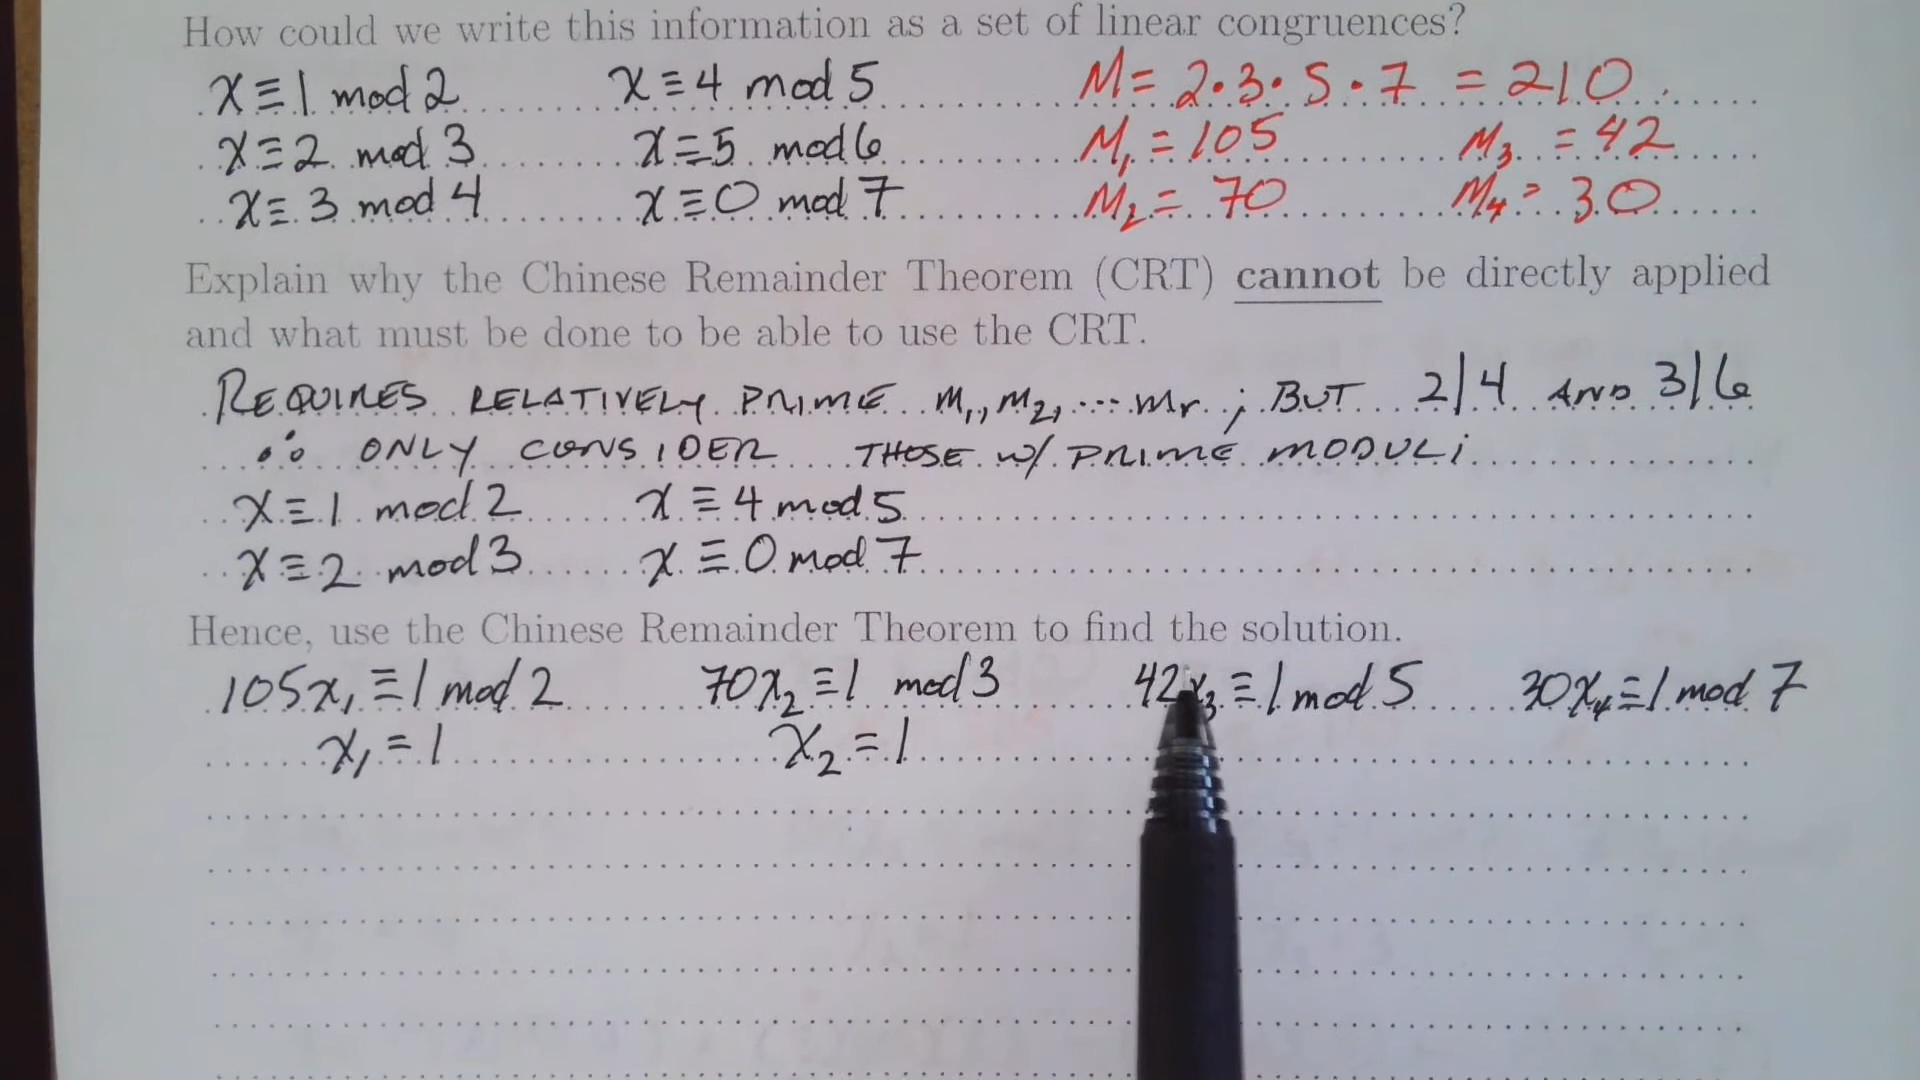 How could we write this information as a set of linear congruences?
x ≡ 1 mod 2 x ≡ 4 mod 5 M = 2·3·5·7 = 210
x ≡ 2 mod 3 x ≡ 5 mod 6 M₁ = 105 M₃ = 42
x ≡ 3 mod 4 x ≡ 0 mod 7 M₂ = 70 M₄ = 30
Explain why the Chinese Remainder Theorem (CRT) cannot be directly applied
and what must be done to be able to use the CRT.
REQUIRES RELATIVELY PRIME m₁, m₂, ... mr ; BUT 2|4 AND 3|6
∴ ONLY CONSIDER THOSE W/ PRIME MODULI
x ≡ 1 mod 2 x ≡ 4 mod 5
x ≡ 2 mod 3 x ≡ 0 mod 7
Hence, use the Chinese Remainder Theorem to find the solution.
105x₁ ≡ 1 mod 2 70x₂ ≡ 1 mod 3 42x₃ ≡ 1 mod 5 30x₄ ≡ 1 mod 7
x₁ = 1 x₂ = 1